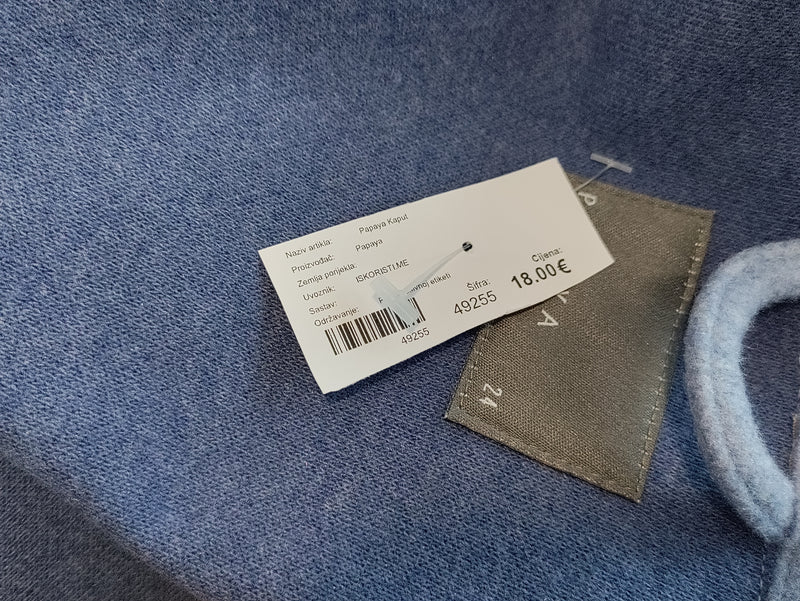 Naziv artikla: Papaya Kaput
Proizvođač: Papaya
Zemlja porijekla:
Uvoznik: ISKORISTI.ME
Sastav:
Održavanje: etiketi
49255
Šifra:
49255
Cijena:
18.00€
P
Y A
24